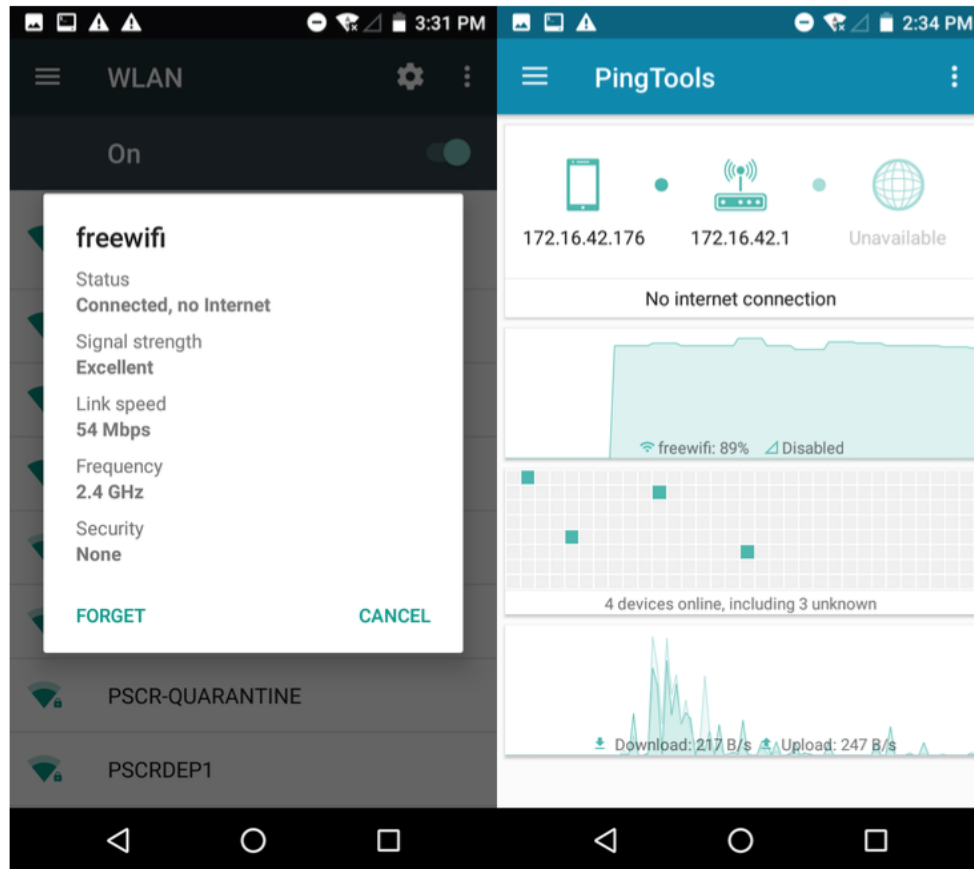 3:31 PM
WLAN
On
freewifi
Status
Connected, no Internet
Signal strength
Excellent
Link speed
54 Mbps
Frequency
2.4 GHz
Security
None
FORGET
CANCEL
PSCR-QUARANTINE
PSCRDEP1
2:34 PM
PingTools
172.16.42.176
172.16.42.1
Unavailable
No internet connection
freewifi: 89% Disabled
4 devices online, including 3 unknown
Download: 217 B/s Upload: 247 B/s